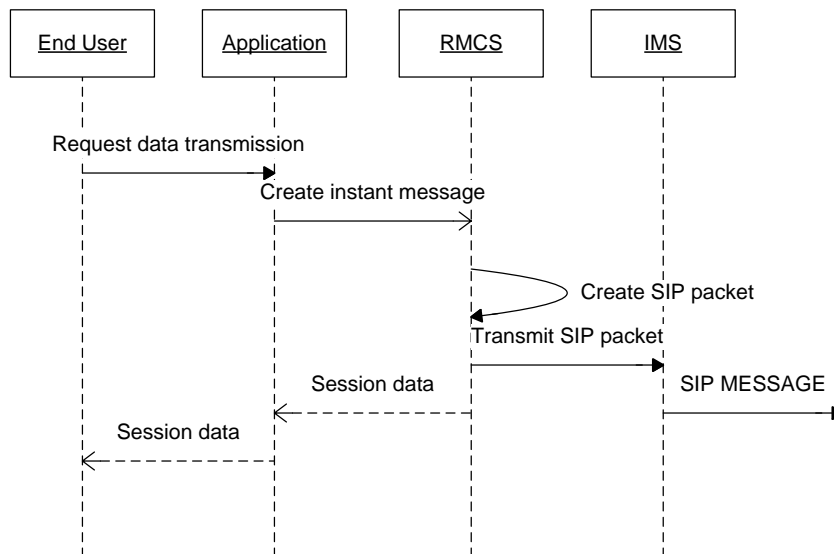 End User
Application
RMCS
IMS
Request data transmission
Create instant message
Create SIP packet
Transmit SIP packet
Session data
SIP MESSAGE
Session data